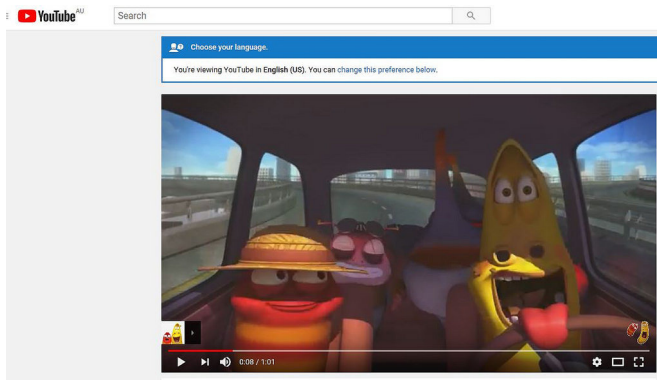 YouTube AU
Search
Choose your language.
You're viewing YouTube in English (US). You can change this preference below.
0:08 / 1:01